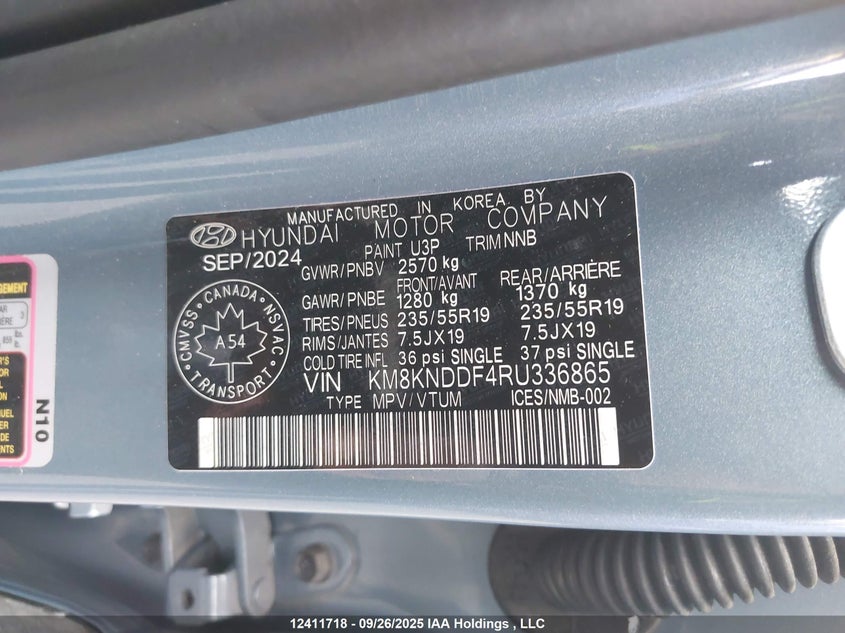 MANUFACTURED IN KOREA BY
HYUNDAI MOTOR COMPANY
SEP/2024 PAINT U3P TRIM NNB
GVWR/PNBV 2570 kg
FRONT/AVANT REAR/ARRIÈRE
GAWR/PNBE 1280 kg 1370 kg
TIRES/PNEUS 235/55R19 235/55R19
RIMS/JANTES 7.5JX19 7.5JX19
COLD TIRE INFL 36 psi SINGLE 37 psi SINGLE
VIN KM8KNDDF4RU336865
TYPE MPV/VTUM ICES/NMB-002
CMVSS CANADA NSVAC
A 54
TRANSPORT
N10
12411718 - 09/26/2025 IAA Holdings , LLC